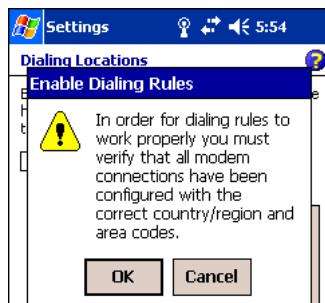 Settings 5:54
Dialing Locations
Enable Dialing Rules
In order for dialing rules to
work properly you must
verify that all modem
connections have been
configured with the
correct country/region and
area codes.
OK Cancel